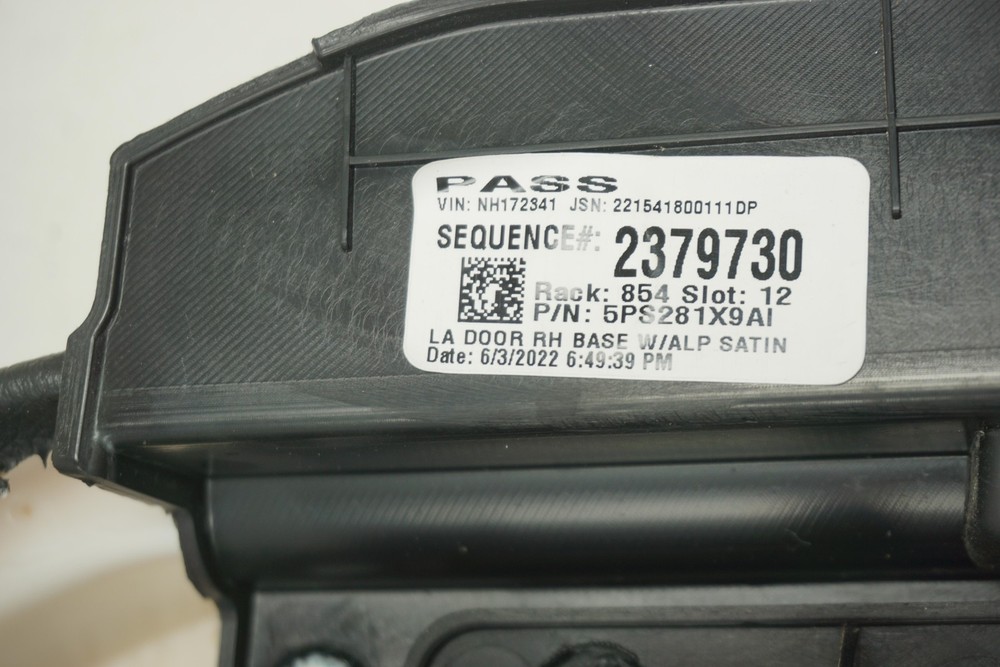 PASS
VIN: NH172341 JSN: 221541800111DP
SEQUENCE#: 2379730
Rack: 854 Slot: 12
P/N: 5PS281X9AI
LA DOOR RH BASE W/ALP SATIN
Date: 6/3/2022 6:49:39 PM